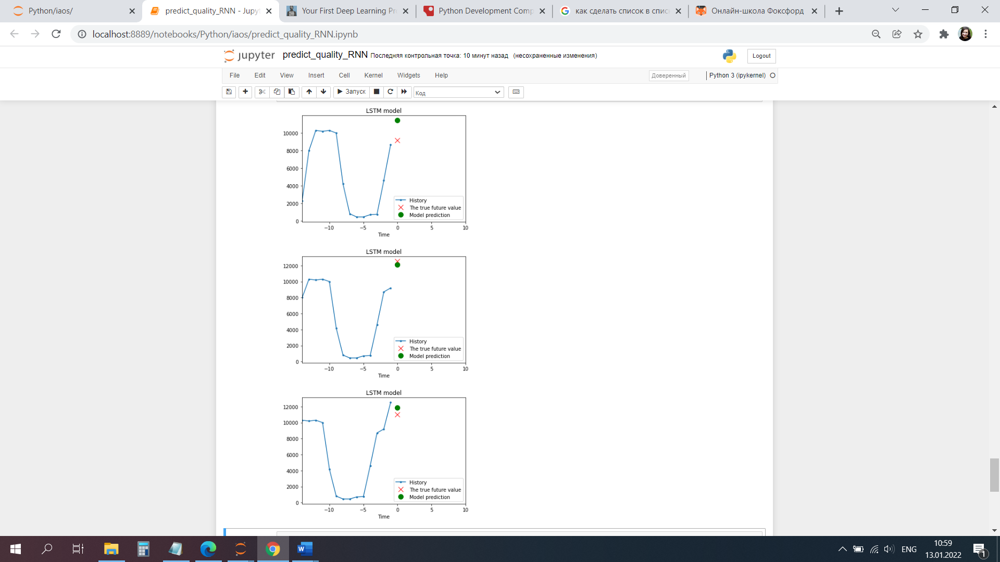 Python/iaos/
predict_quality_RNN - Jupy
Your First Deep Learning Pr
Python Development Comp
как сделать список в списк
Онлайн-школа Фоксфорд
localhost:8889/notebooks/Python/iaos/predict_quality_RNN.ipynb
jupyter predict_quality_RNN Последняя контрольная точка: 10 минут назад (несохраненные изменения)
Logout
File Edit View Insert Cell Kernel Widgets Help
Доверенный
Python 3 (ipykernel)
Запуск
Код
LSTM model
10000
8000
6000
4000
2000
0
−10 −5 0 5 10
Time
History
The true future value
Model prediction
LSTM model
12000
10000
8000
6000
4000
2000
0
−10 −5 0 5 10
Time
History
The true future value
Model prediction
LSTM model
12000
10000
8000
6000
4000
2000
0
−10 −5 0 5 10
Time
History
The true future value
Model prediction
W
ENG
10:59
13.01.2022
1